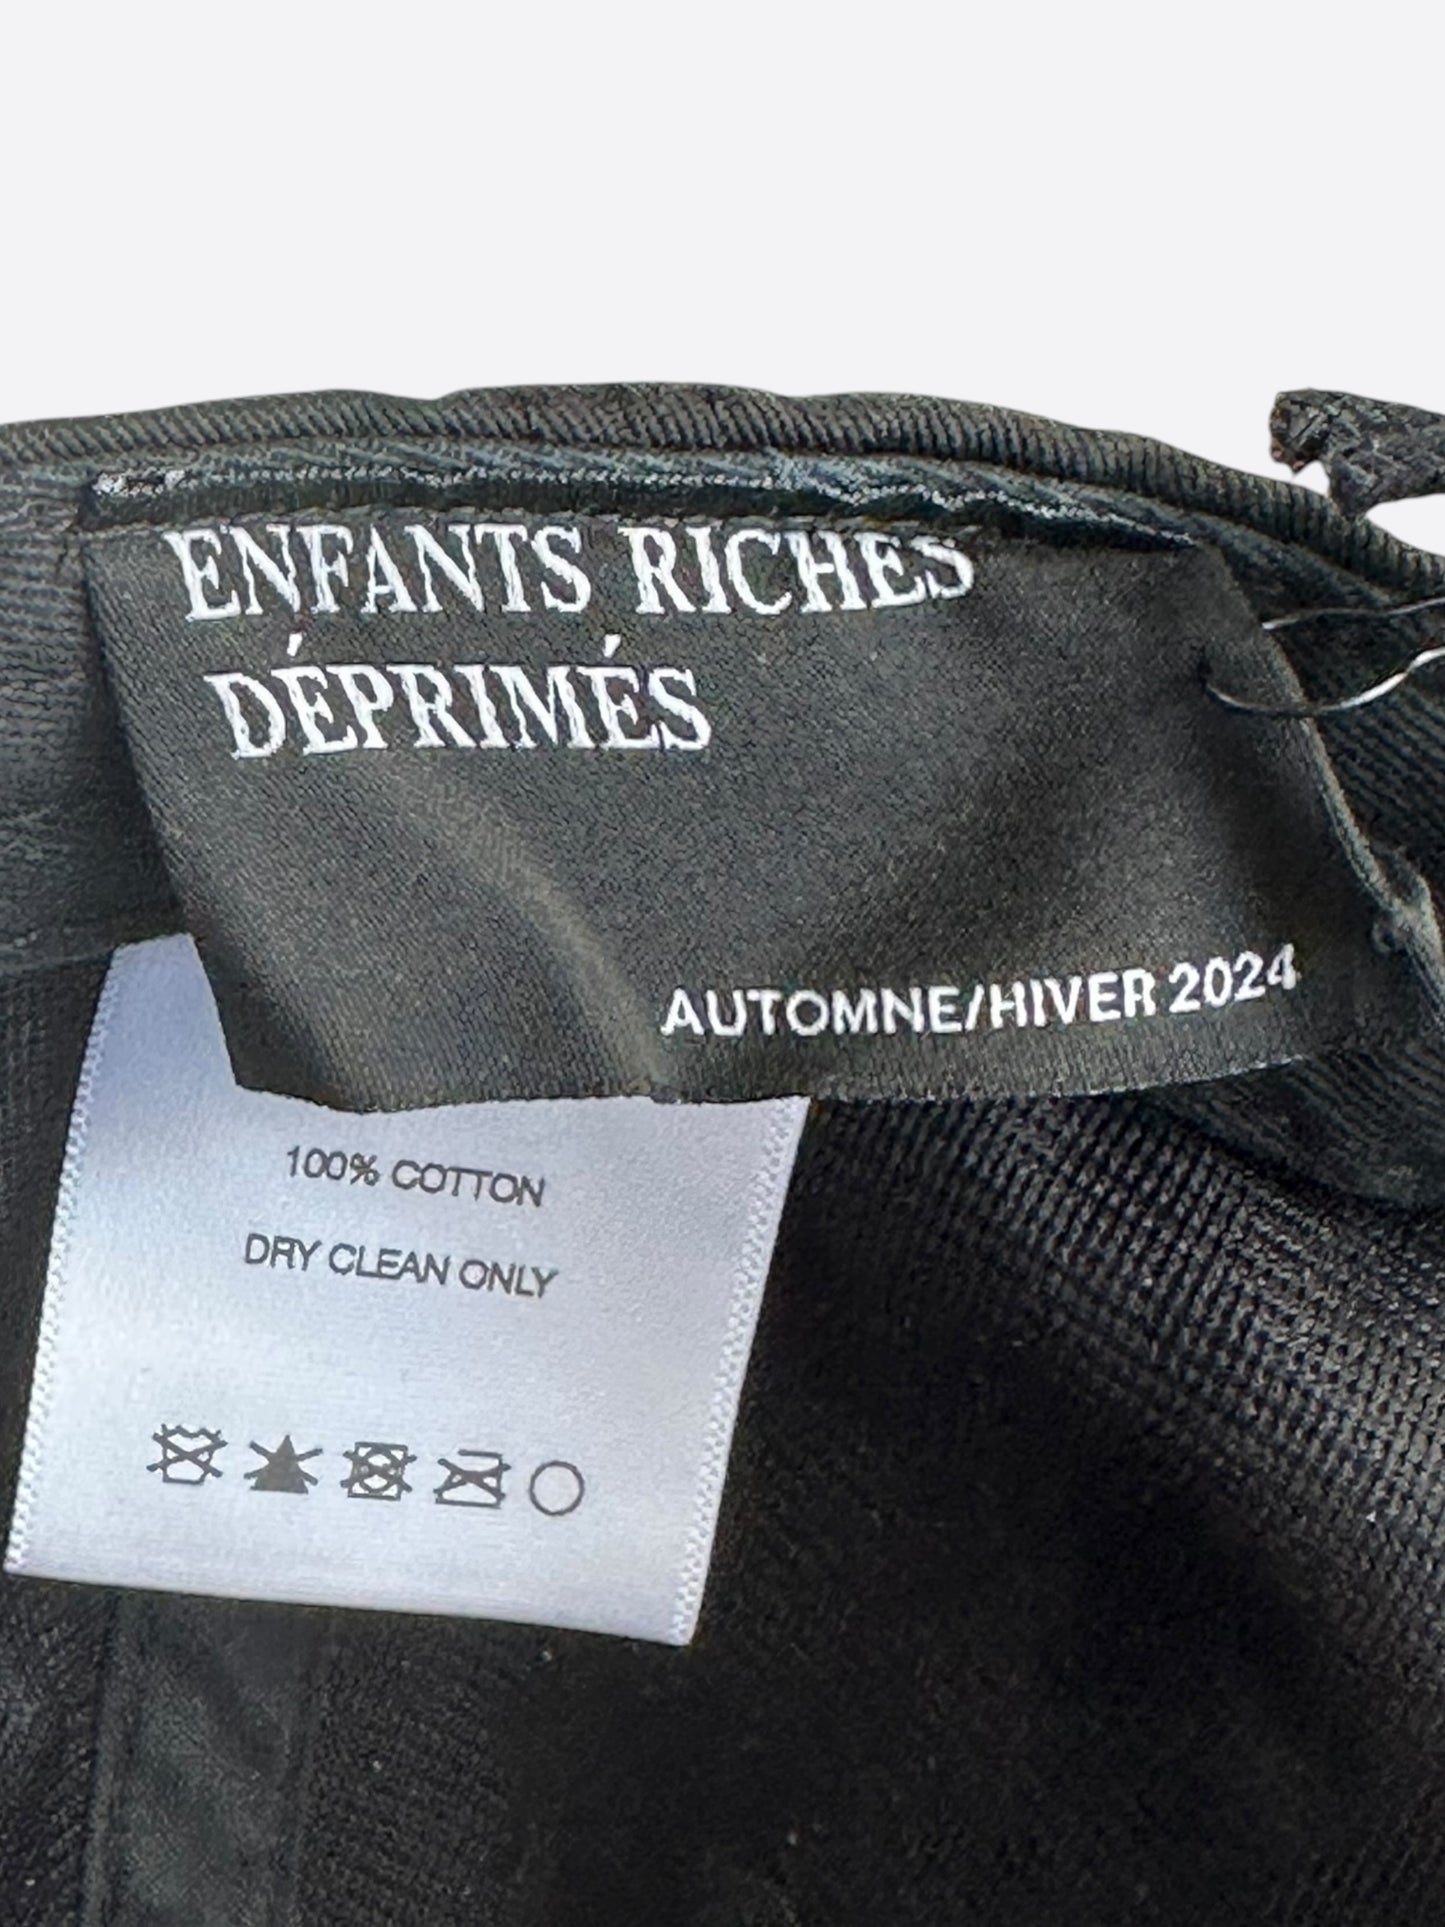 ENFANTS RICHES
DÉPRIMÉS
AUTOMNE/HIVER 2024
100% COTTON
DRY CLEAN ONLY